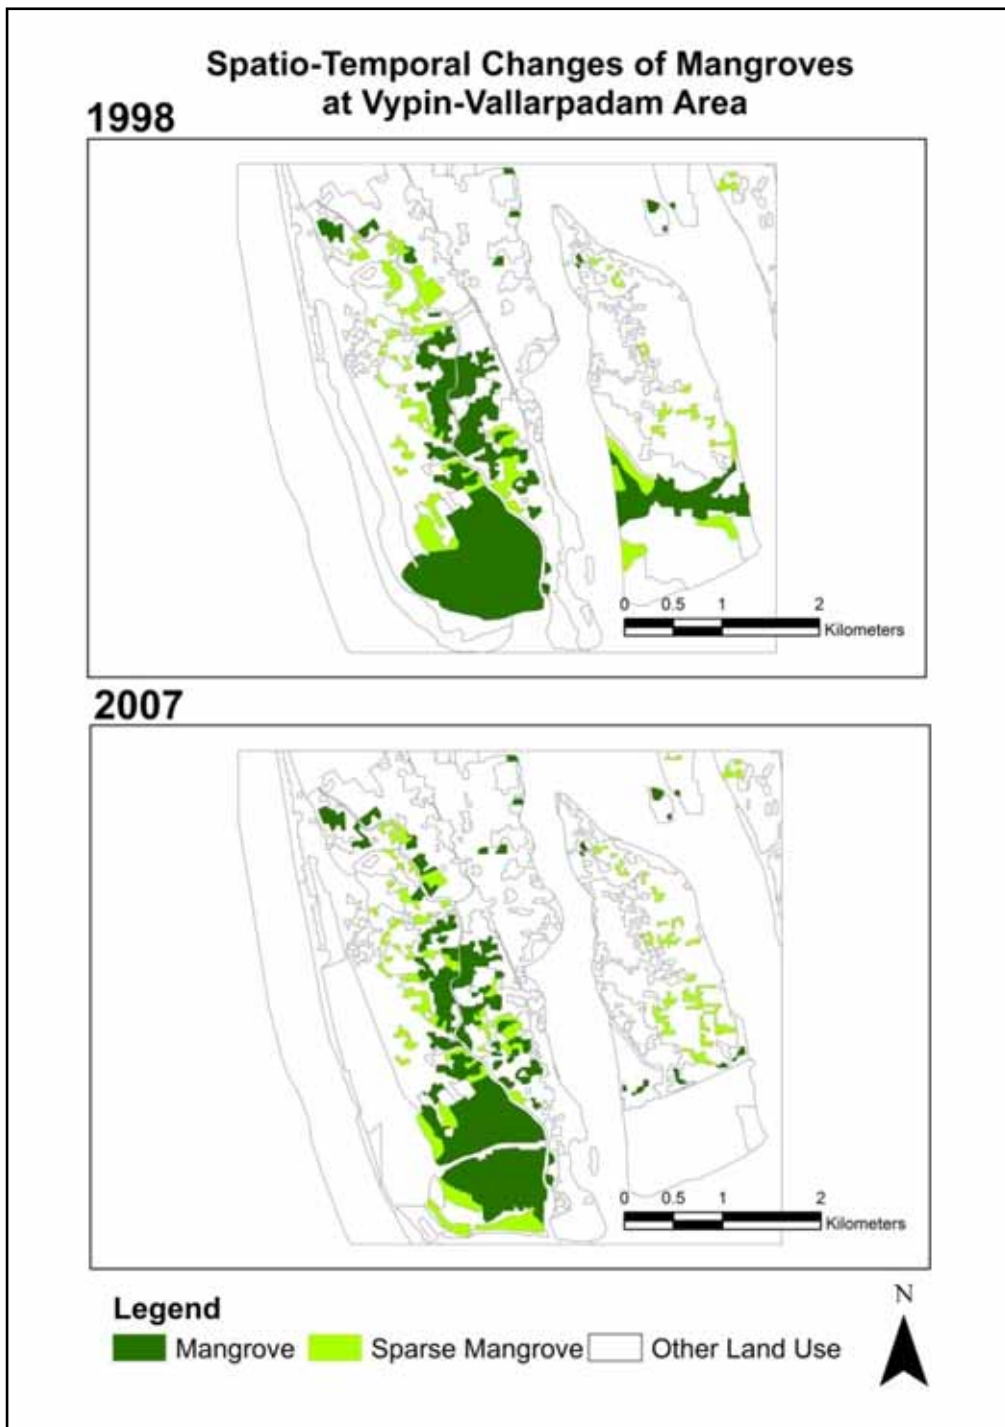 Spatio-Temporal Changes of Mangroves
at Vypin-Vallarpadam Area
1998
0 0.5 1 2
Kilometers
2007
0 0.5 1 2
Kilometers
Legend
Mangrove Sparse Mangrove Other Land Use
N